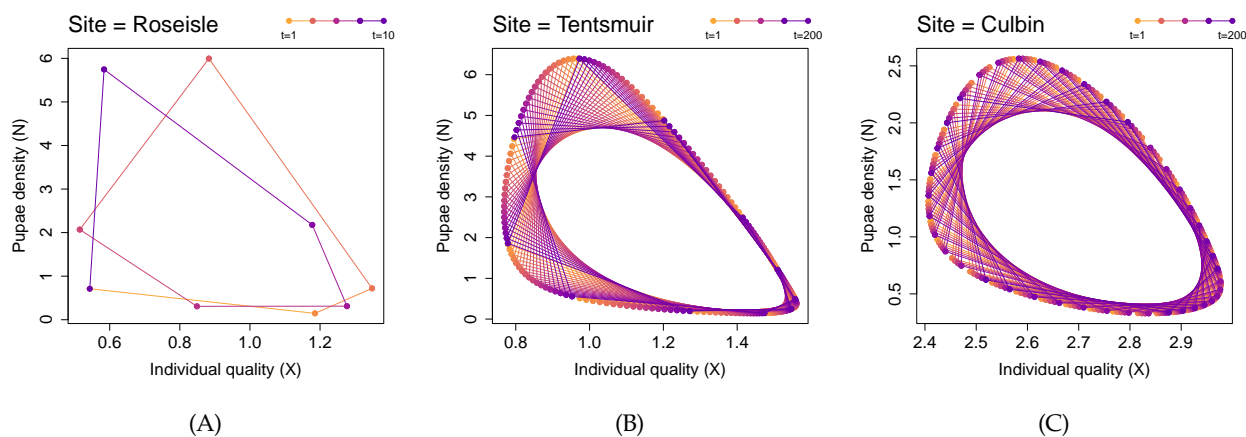 Site = Roseisle
t=1 t=10
Pupae density (N)
6
5
4
3
2
1
0
0.6 0.8 1.0 1.2
Individual quality (X)
(A)
Site = Tentsmuir
t=1 t=200
Pupae density (N)
6
5
4
3
2
1
0
0.8 1.0 1.2 1.4
Individual quality (X)
(B)
Site = Culbin
t=1 t=200
Pupae density (N)
2.5
2.0
1.5
1.0
0.5
2.4 2.5 2.6 2.7 2.8 2.9
Individual quality (X)
(C)